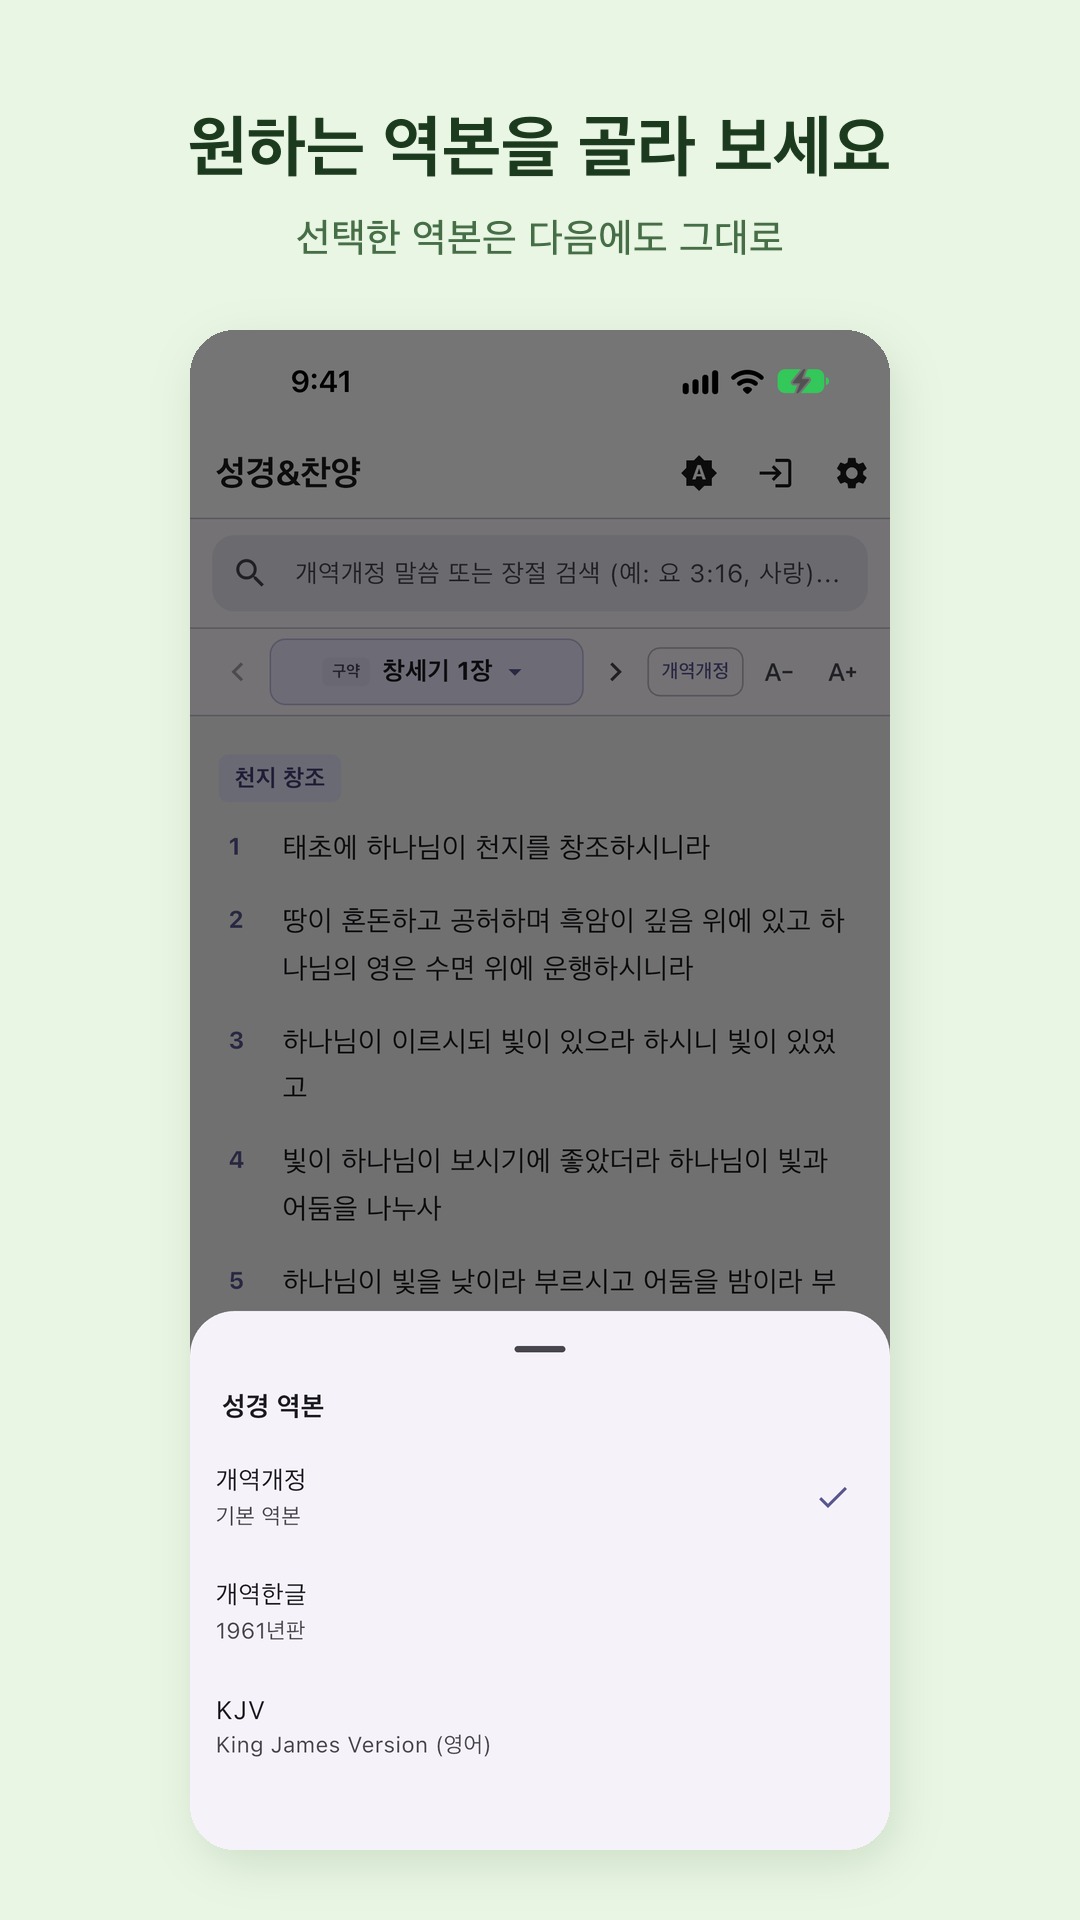 원하는 역본을 골라 보세요
선택한 역본은 다음에도 그대로
9:41
성경&찬양
A
개역개정 말씀 또는 장절 검색 (예: 요 3:16, 사랑)...
구약 창세기 1장
개역개정
A−
A+
천지 창조
1 태초에 하나님이 천지를 창조하시니라
2 땅이 혼돈하고 공허하며 흑암이 깊음 위에 있고 하
나님의 영은 수면 위에 운행하시니라
3 하나님이 이르시되 빛이 있으라 하시니 빛이 있었
고
4 빛이 하나님이 보시기에 좋았더라 하나님이 빛과
어둠을 나누사
5 하나님이 빛을 낮이라 부르시고 어둠을 밤이라 부
성경 역본
개역개정
기본 역본
개역한글
1961년판
KJV
King James Version (영어)